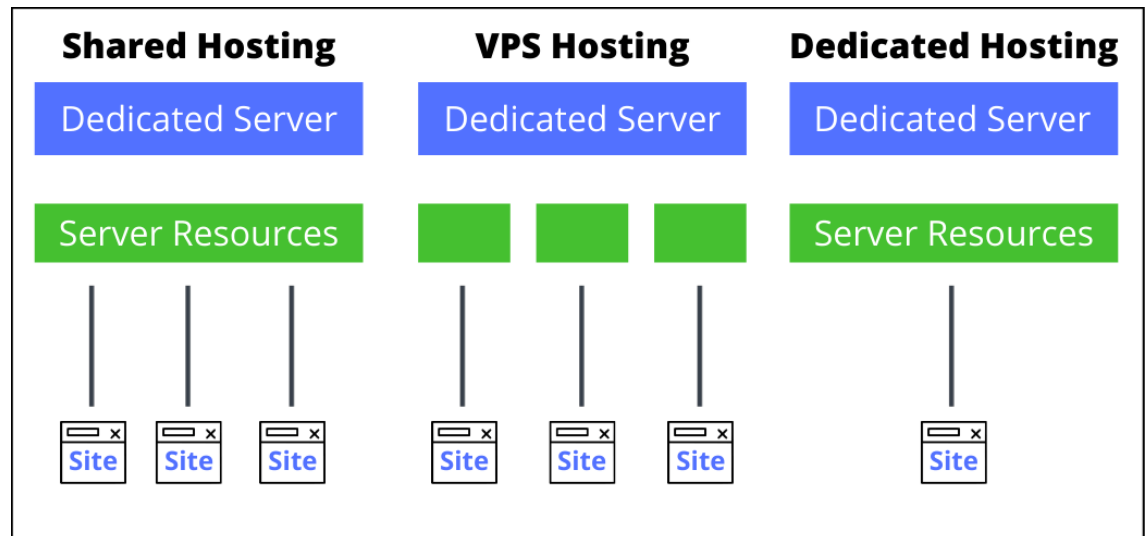 Shared Hosting
VPS Hosting
Dedicated Hosting
Dedicated Server
Dedicated Server
Dedicated Server
Server Resources
Server Resources
Site
Site
Site
Site
Site
Site
Site